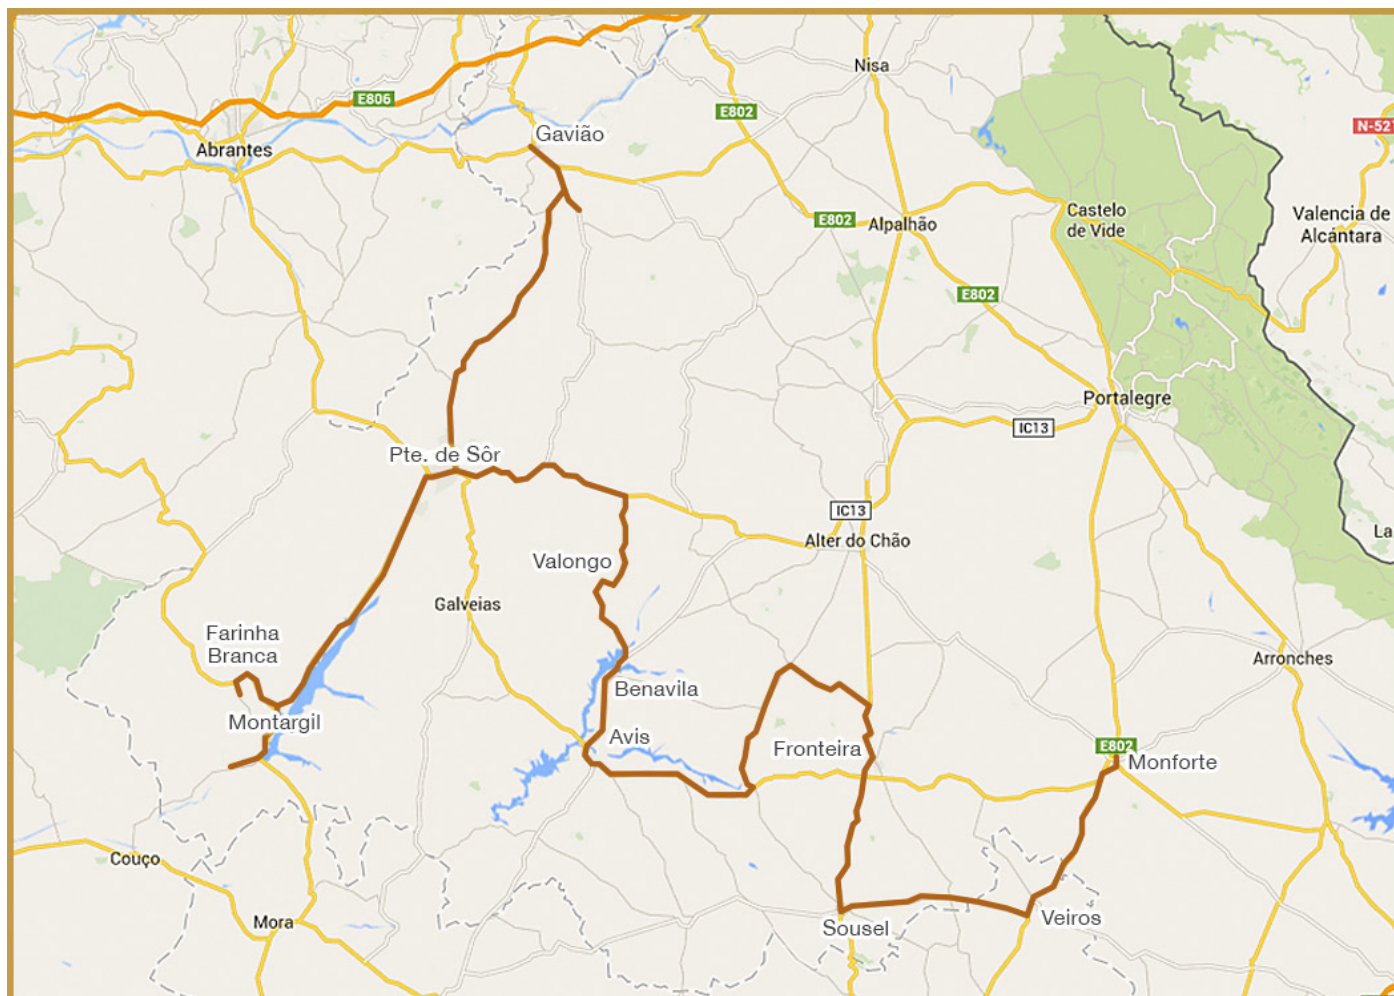 Nisa
E806
E802
Gavião
N-521
Abrantes
Castelo
de Vide
Valencia de
Alcántara
E802
Alpalhão
E802
Portalegre
IC13
Pte. de Sôr
IC13
La
Alter do Chão
Valongo
Galveias
Farinha
Branca
Arronches
Benavila
Montargil
Avis
Fronteira
E802
Monforte
Couço
Mora
Sousel
Veiros